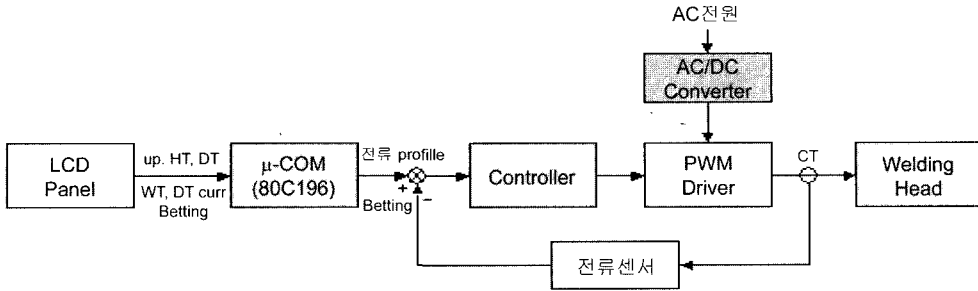 AC전원
AC/DC
Converter
LCD
Panel
up. HT, DT
WT, DT curr
Betting
μ-COM
(80C196)
전류 profille
+
Betting
−
Controller
PWM
Driver
CT
Welding
Head
전류센서